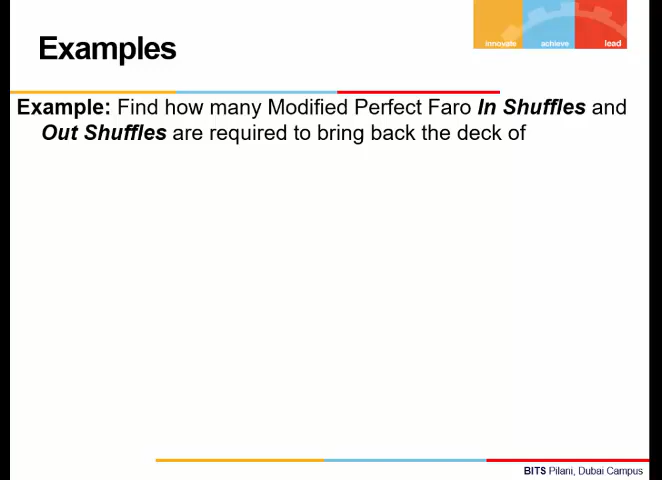 innovate achieve lead
Examples
Example: Find how many Modified Perfect Faro In Shuffles and
Out Shuffles are required to bring back the deck of
BITS Pilani, Dubai Campus